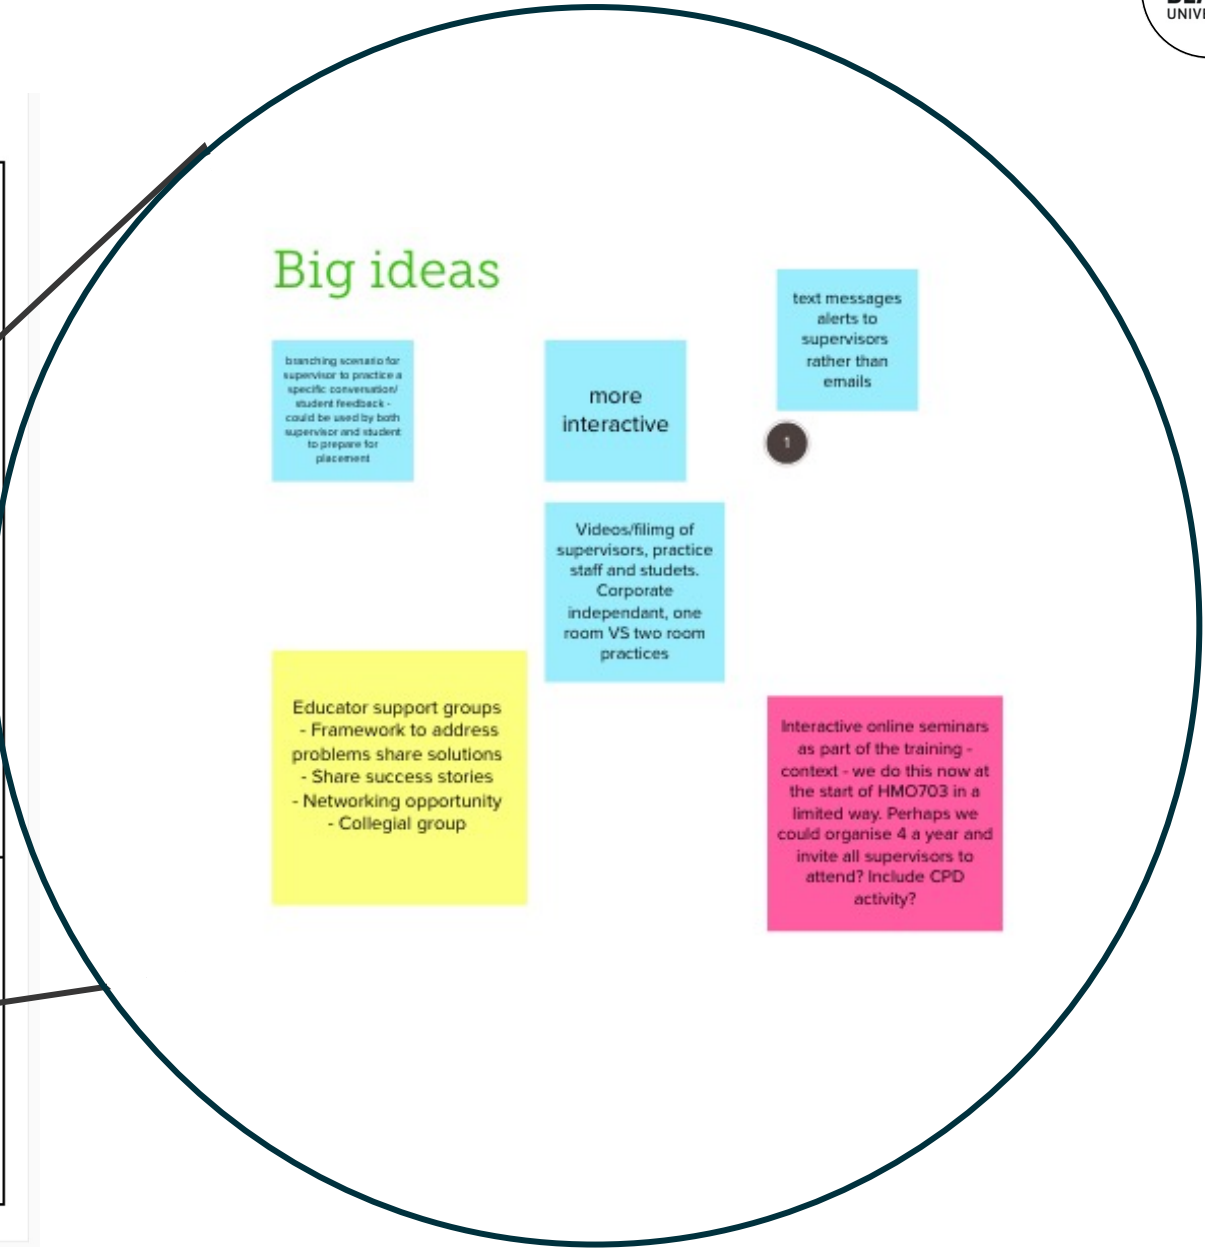 UNIV
Big ideas
text messages
alerts to
supervisors
rather than
emails
1
branching scenario for
supervisor to practice a
specific conversation/
student feedback -
could be used by both
supervisor and student
to prepare for
placement
more
interactive
Videos/filimg of
supervisors, practice
staff and studets.
Corporate
independant, one
room VS two room
practices
Educator support groups
- Framework to address
problems share solutions
- Share success stories
- Networking opportunity
- Collegial group
Interactive online seminars
as part of the training -
context - we do this now at
the start of HMO703 in a
limited way. Perhaps we
could organise 4 a year and
invite all supervisors to
attend? Include CPD
activity?